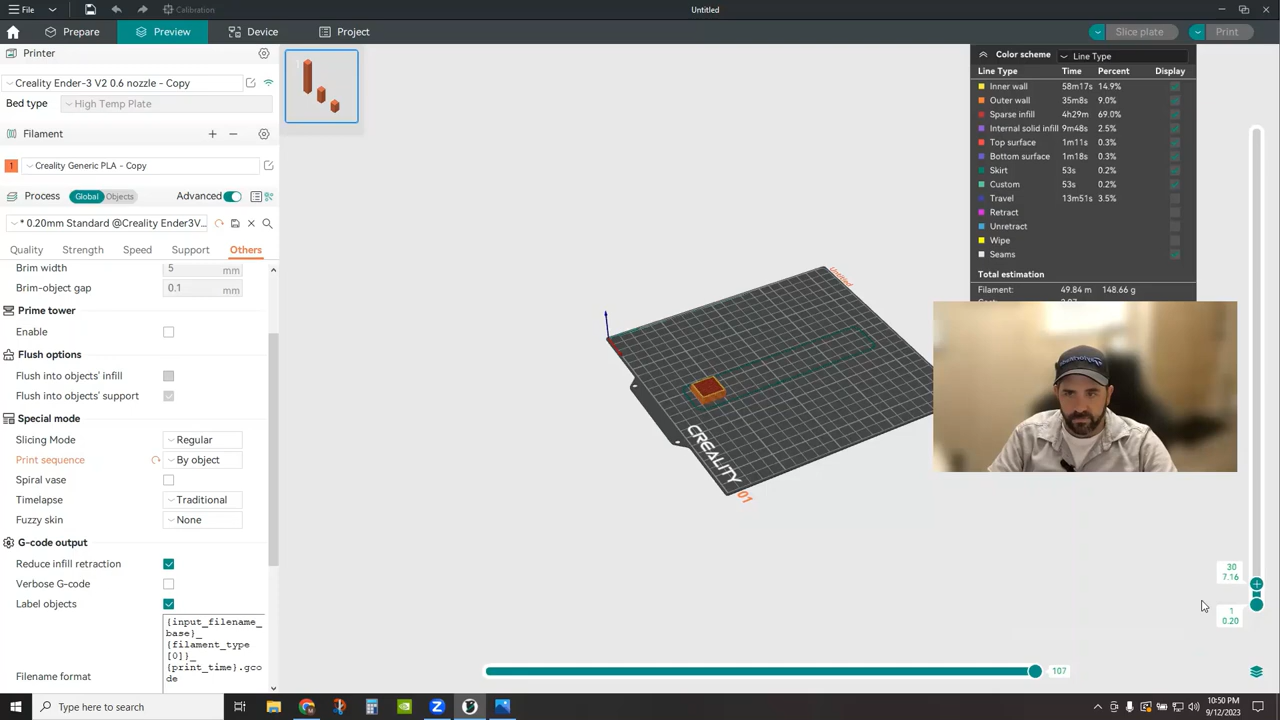 File
Calibration
Untitled
Prepare
Preview
Device
Project
Slice plate
Print
Printer
Creality Ender-3 V2 0.6 nozzle - Copy
Bed type
High Temp Plate
Filament
1
Creality Generic PLA - Copy
Process
Global
Objects
Advanced
* 0.20mm Standard @Creality Ender3V...
Quality
Strength
Speed
Support
Others
Brim width
5
mm
Brim-object gap
0.1
mm
Prime tower
Enable
Flush options
Flush into objects' infill
Flush into objects' support
Special mode
Slicing Mode
Regular
Print sequence
By object
Spiral vase
Timelapse
Traditional
Fuzzy skin
None
G-code output
Reduce infill retraction
Verbose G-code
Label objects
{input_filename_
base}_
{filament_type
[0]}_
{print_time}.gco
de
Filename format
Color scheme
Line Type
Line Type Time Percent Display
Inner wall 58m17s 14.9%
Outer wall 35m8s 9.0%
Sparse infill 4h29m 69.0%
Internal solid infill 9m48s 2.5%
Top surface 1m11s 0.3%
Bottom surface 1m18s 0.3%
Skirt 53s 0.2%
Custom 53s 0.2%
Travel 13m51s 3.5%
Retract
Unretract
Wipe
Seams
Total estimation
Filament: 49.84 m 148.66 g
Untitled
CREALITY
01
30
7.16
1
0.20
107
Type here to search
10:50 PM
9/12/2023